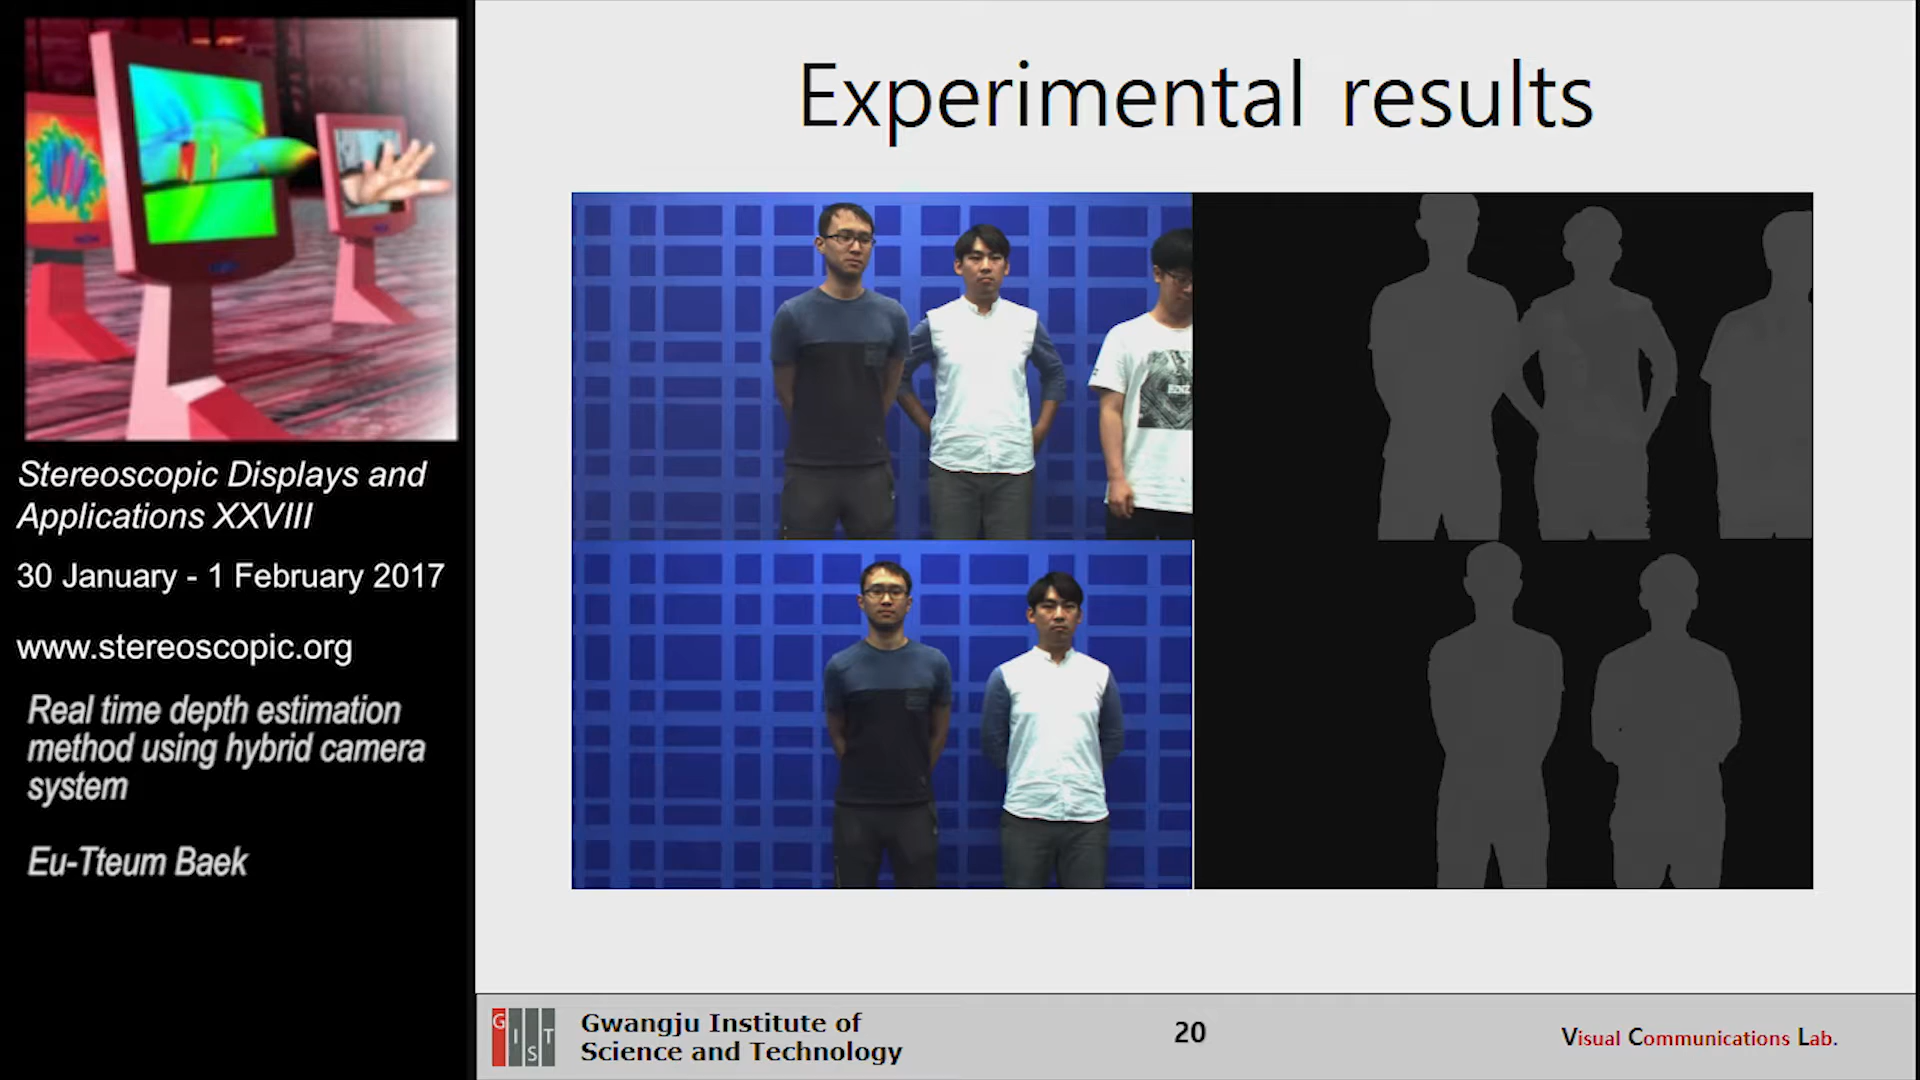 Stereoscopic Displays and
Applications XXVIII
30 January - 1 February 2017
www.stereoscopic.org
Real time depth estimation
method using hybrid camera
system
Eu-Tteum Baek
Experimental results
GIST
Gwangju Institute of
Science and Technology
20
Visual Communications Lab.